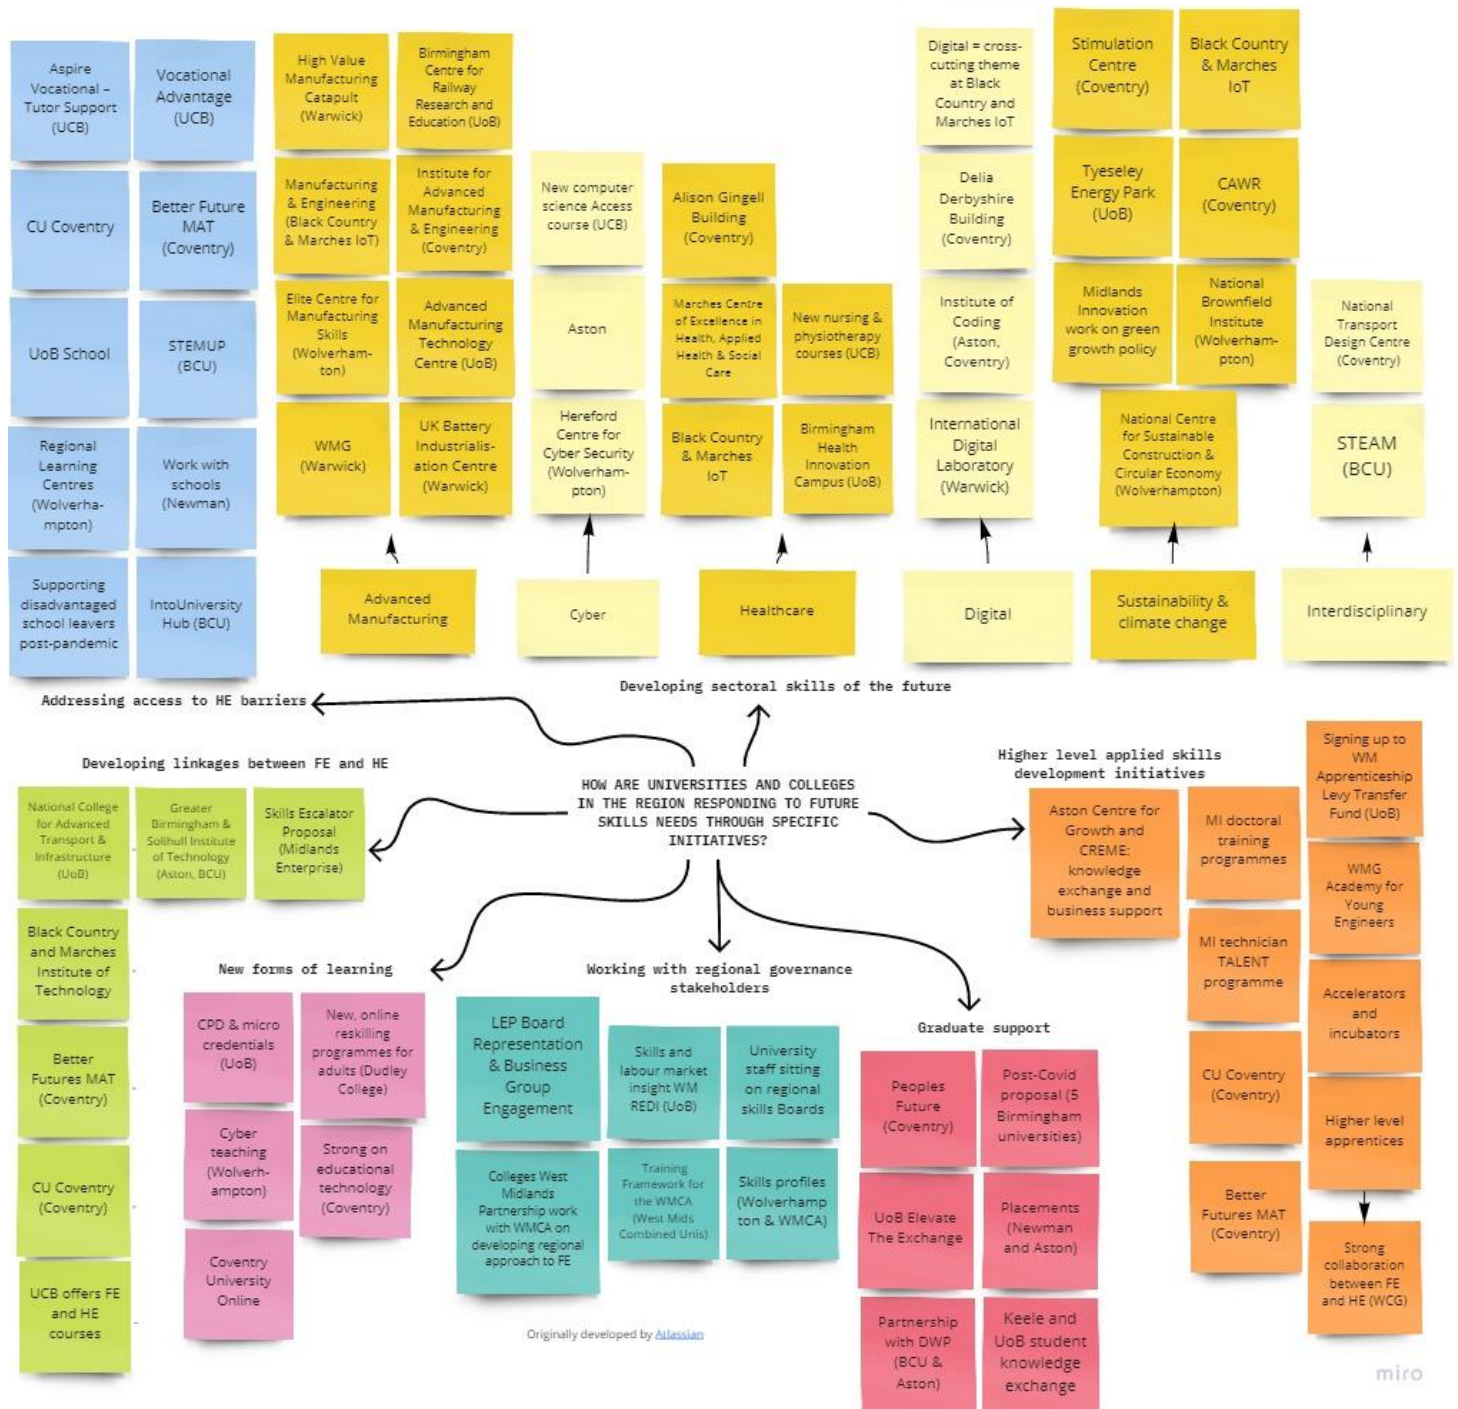 Aspire
Vocational –
Tutor Support
(UCB)
Vocational
Advantage
(UCB)
CU Coventry
Better Future
MAT
(Coventry)
UoB School
STEMUP
(BCU)
Regional
Learning
Centres
(Wolverha-
mpton)
Work with
schools
(Newman)
Supporting
disadvantaged
school leavers
post-pandemic
IntoUniversity
Hub (BCU)
High Value
Manufacturing
Catapult
(Warwick)
Birmingham
Centre for
Railway
Research and
Education (UoB)
Manufacturing
& Engineering
(Black Country
& Marches IoT)
Institute for
Advanced
Manufacturing
& Engineering
(Coventry)
Elite Centre for
Manufacturing
Skills
(Wolverham-
ton)
Advanced
Manufacturing
Technology
Centre (UoB)
WMG
(Warwick)
UK Battery
Industrialis-
ation Centre
(Warwick)
Advanced
Manufacturing
New computer
science Access
course (UCB)
Aston
Hereford
Centre for
Cyber Security
(Wolverham-
pton)
Cyber
Alison Gingell
Building
(Coventry)
Marches Centre
of Excellence in
Health, Applied
Health & Social
Care
New nursing &
physiotherapy
courses (UCB)
Black Country
& Marches
IoT
Birmingham
Health
Innovation
Campus (UoB)
Healthcare
Digital = cross-
cutting theme
at Black
Country and
Marches IoT
Delia
Derbyshire
Building
(Coventry)
Institute of
Coding
(Aston,
Coventry)
International
Digital
Laboratory
(Warwick)
Digital
Stimulation
Centre
(Coventry)
Black Country
& Marches
IoT
Tyeseley
Energy Park
(UoB)
CAWR
(Coventry)
Midlands
Innovation
work on green
growth policy
National
Brownfield
Institute
(Wolverham-
pton)
National Centre
for Sustainable
Construction &
Circular Economy
(Wolverhampton)
Sustainability &
climate change
National
Transport
Design Centre
(Coventry)
STEAM
(BCU)
Interdisciplinary
Addressing access to HE barriers
Developing sectoral skills of the future
HOW ARE UNIVERSITIES AND COLLEGES
IN THE REGION RESPONDING TO FUTURE
SKILLS NEEDS THROUGH SPECIFIC
INITIATIVES?
Developing linkages between FE and HE
National College
for Advanced
Transport &
Infrastructure
(UoB)
Greater
Birmingham &
Solihull Institute
of Technology
(Aston, BCU)
Skills Escalator
Proposal
(Midlands
Enterprise)
Black Country
and Marches
Institute of
Technology
Better
Futures MAT
(Coventry)
CU Coventry
(Coventry)
UCB offers FE
and HE
courses
New forms of learning
CPD & micro
credentials
(UoB)
New, online
reskilling
programmes for
adults (Dudley
College)
Cyber
teaching
(Wolverh-
ampton)
Strong on
educational
technology
(Coventry)
Coventry
University
Online
Working with regional governance
stakeholders
LEP Board
Representation
& Business
Group
Engagement
Skills and
labour market
insight WM
REDI (UoB)
University
staff sitting
on regional
skills Boards
Colleges West
Midlands
Partnership work
with WMCA on
developing regional
approach to FE
Training
Framework for
the WMCA
(West Mids
Combined Unis)
Skills profiles
(Wolverhamp
ton & WMCA)
Originally developed by Atlassian
Graduate support
Peoples
Future
(Coventry)
Post-Covid
proposal (5
Birmingham
universities)
UoB Elevate
The Exchange
Placements
(Newman
and Aston)
Partnership
with DWP
(BCU &
Aston)
Keele and
UoB student
knowledge
exchange
Higher level applied skills
development initiatives
Aston Centre for
Growth and
CREME:
knowledge
exchange and
business support
MI doctoral
training
programmes
MI technician
TALENT
programme
CU Coventry
(Coventry)
Better
Futures MAT
(Coventry)
Signing up to
WM
Apprenticeship
Levy Transfer
Fund (UoB)
WMG
Academy for
Young
Engineers
Accelerators
and
incubators
Higher level
apprentices
Strong
collaboration
between FE
and HE (WCG)
miro